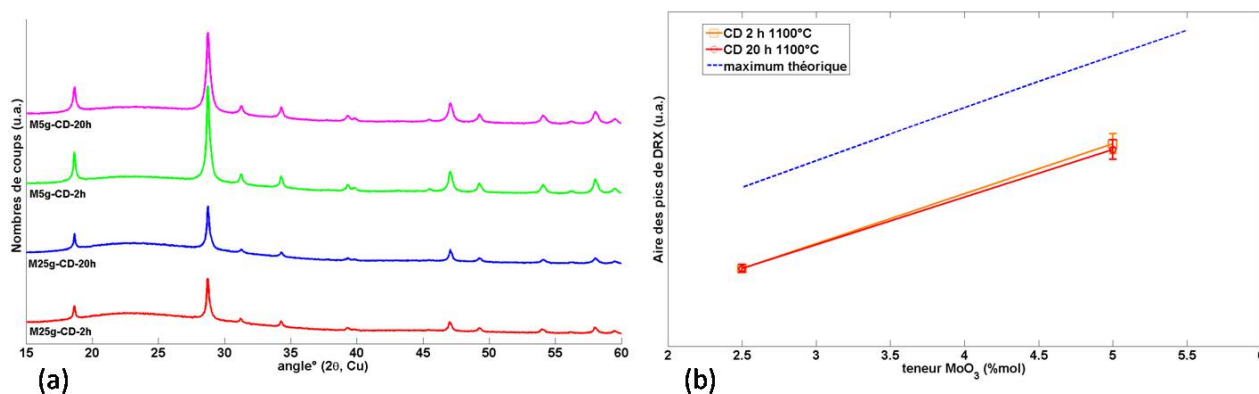 Nombres de coups (u.a.)
M5g-CD-20h
M5g-CD-2h
M25g-CD-20h
M25g-CD-2h
15 20 25 30 35 40 45 50 55 60
angle° (2θ, Cu)
(a)
CD 2 h 1100°C
CD 20 h 1100°C
maximum théorique
Aire des pics de DRX (u.a.)
2 2.5 3 3.5 4 4.5 5 5.5 6
teneur MoO₃ (%mol)
(b)